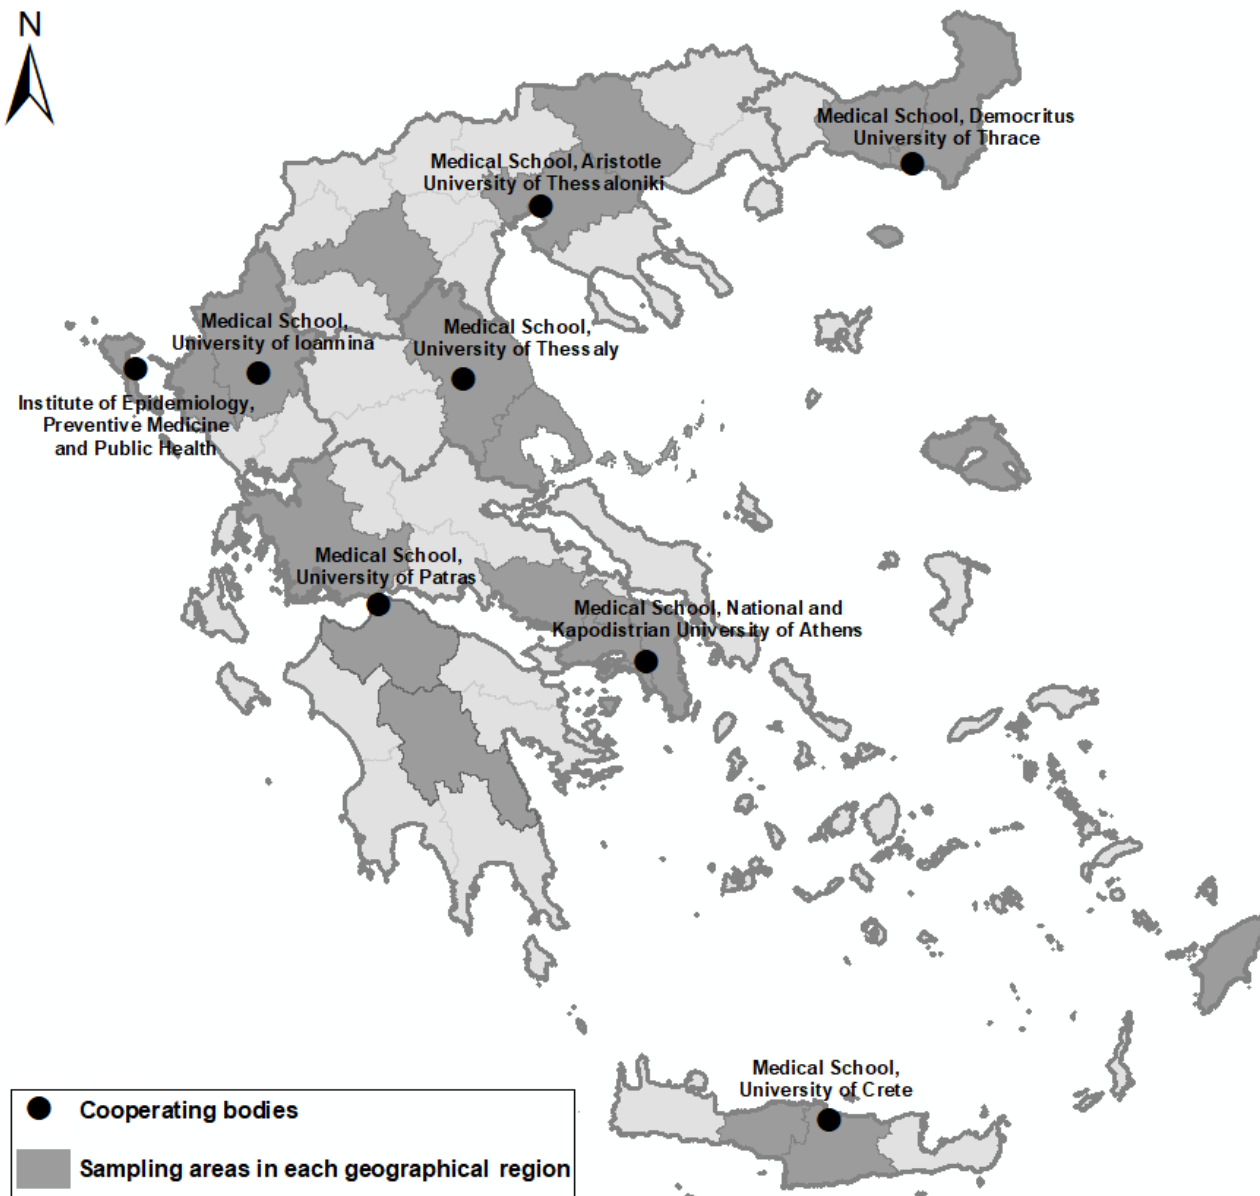 N
Medical School, Democritus
University of Thrace
Medical School, Aristotle
University of Thessaloniki
Medical School,
University of Ioannina
Medical School,
University of Thessaly
Institute of Epidemiology,
Preventive Medicine
and Public Health
Medical School,
University of Patras
Medical School, National and
Kapodistrian University of Athens
Medical School,
University of Crete
Cooperating bodies
Sampling areas in each geographical region